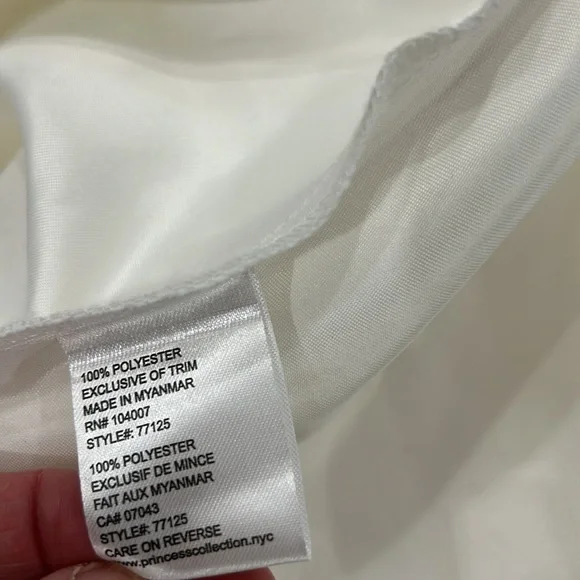 100% POLYESTER
EXCLUSIVE OF TRIM
MADE IN MYANMAR
RN# 104007
STYLE#: 77125
100% POLYESTER
EXCLUSIF DE MINCE
FAIT AUX MYANMAR
CA# 07043
STYLE#: 77125
CARE ON REVERSE
www.princesscollection.nyc